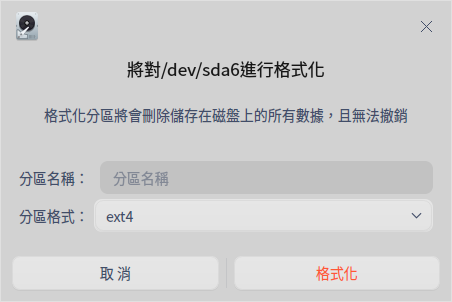 將對/dev/sda6進行格式化
格式化分區將會刪除儲存在磁盤上的所有數據，且無法撤銷
分區名稱： 分區名稱
分區格式： ext4
取消 格式化